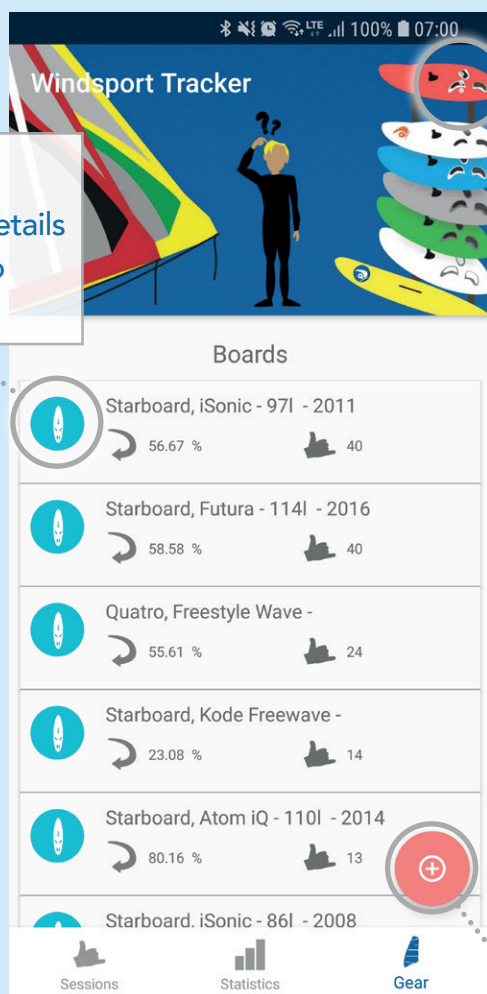 LTE 100% 07:00
Windsport Tracker
??
etails
Boards
Starboard, iSonic - 97l - 2011
56.67 % 40
Starboard, Futura - 114l - 2016
58.58 % 40
Quatro, Freestyle Wave -
55.61 % 24
Starboard, Kode Freewave -
23.08 % 14
Starboard, Atom iQ - 110l - 2014
80.16 % 13
Starboard, iSonic - 86l - 2008
Sessions Statistics Gear